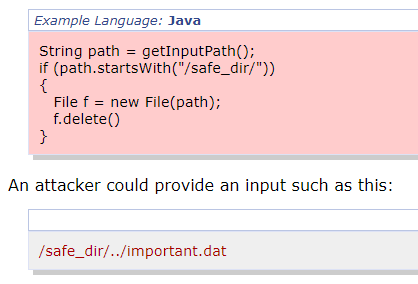 Example Language: Java
String path = getInputPath();
if (path.startsWith("/safe_dir/"))
{
File f = new File(path);
f.delete()
}
An attacker could provide an input such as this:
/safe_dir/../important.dat